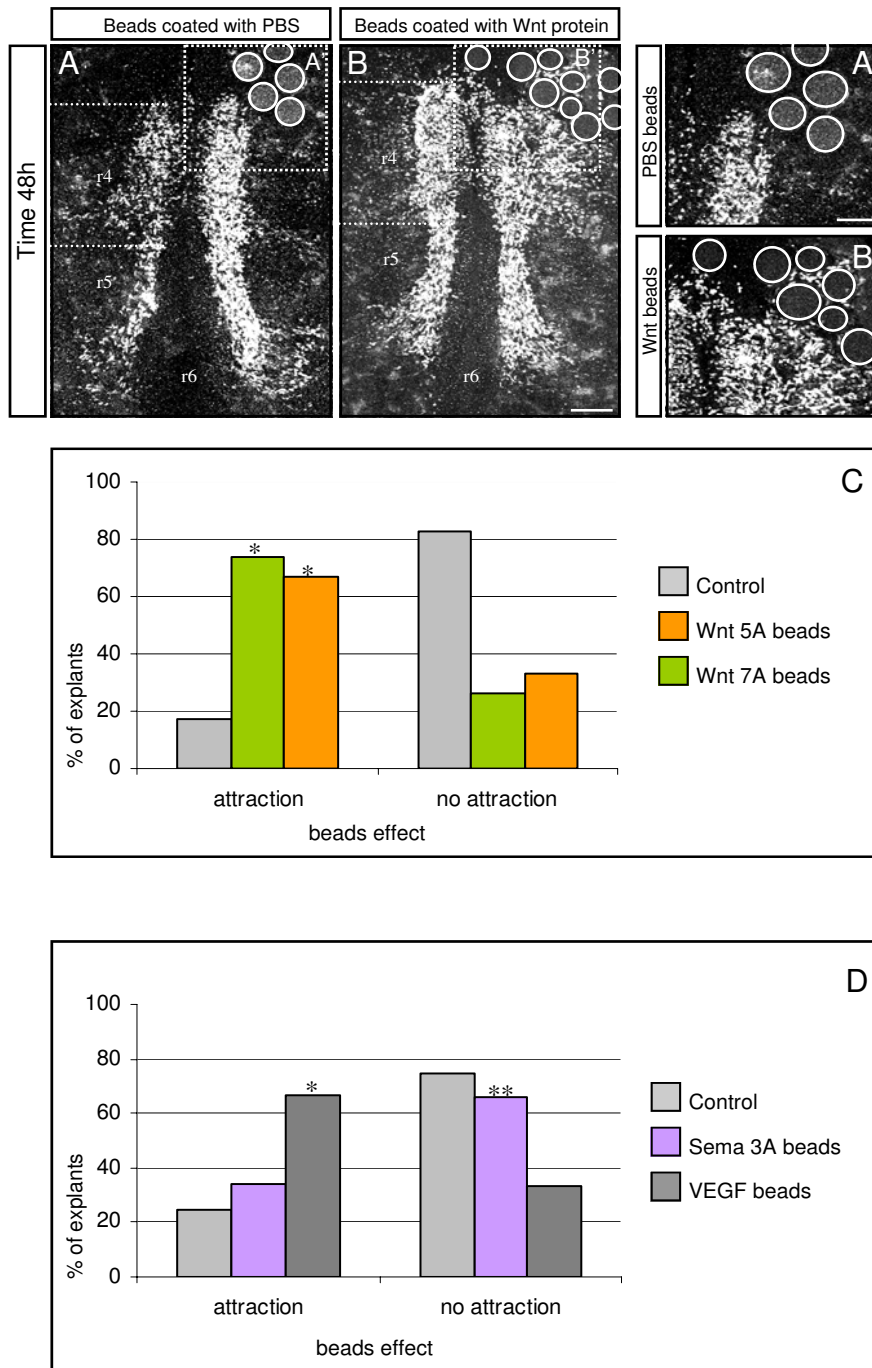 Beads coated with PBS
Beads coated with Wnt protein
Time 48h
A
A'
r4
r5
r6
B
B'
r4
r5
r6
PBS beads
A
Wnt beads
B
C
100
80
60
40
20
0
% of explants
*
*
attraction
no attraction
beads effect
Control
Wnt 5A beads
Wnt 7A beads
D
100
80
60
40
20
0
% of explants
*
**
attraction
no attraction
beads effect
Control
Sema 3A beads
VEGF beads